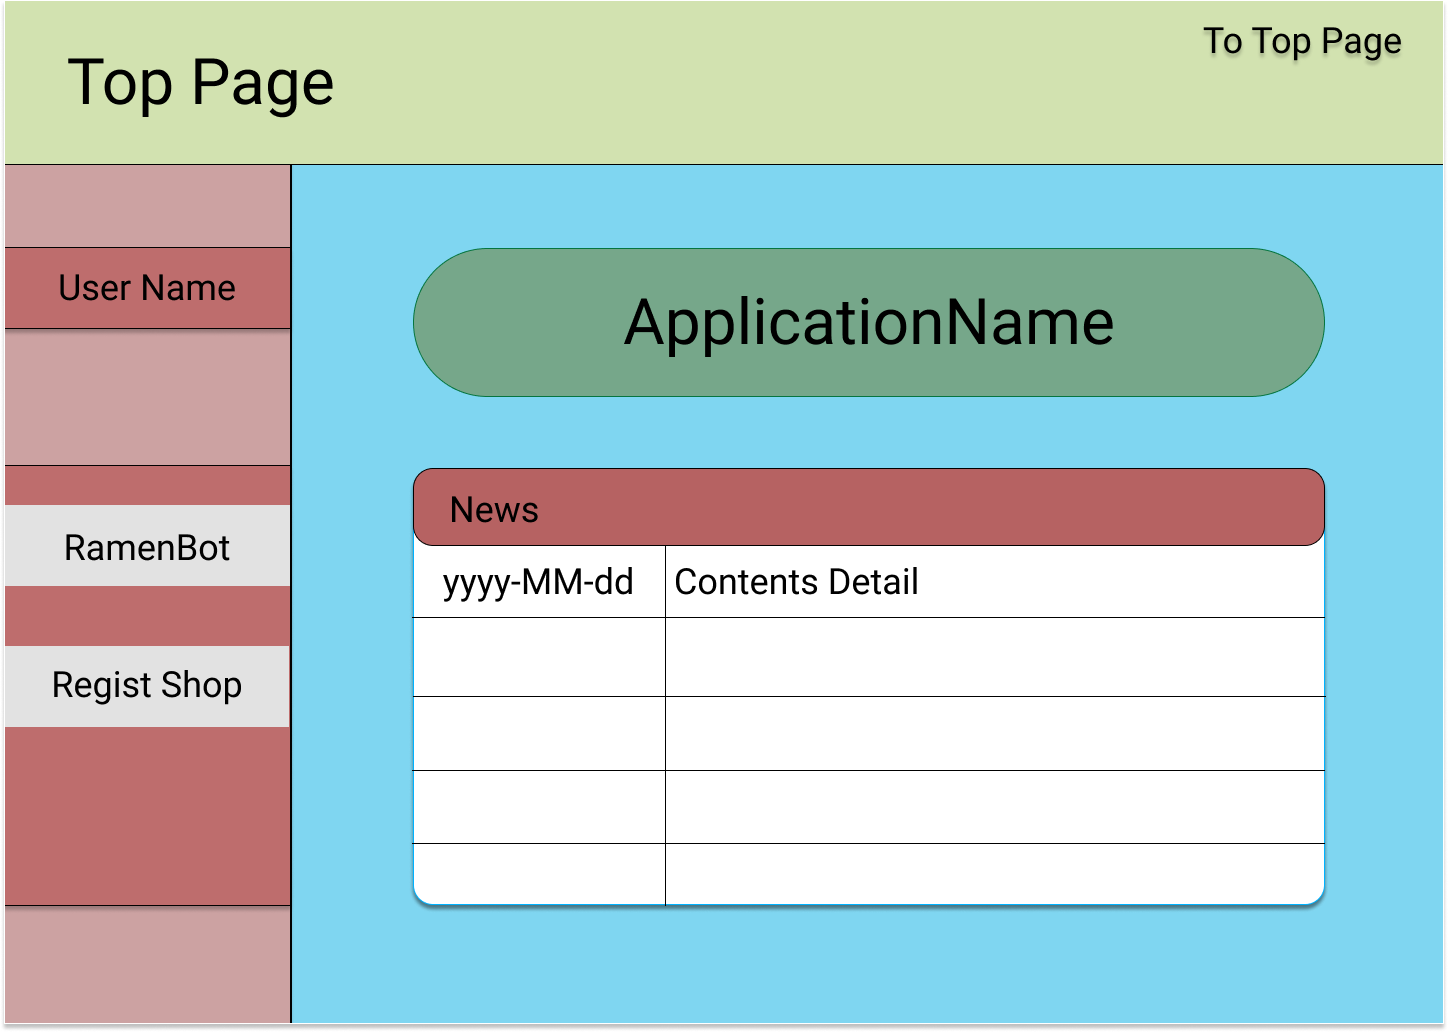 Top Page
To Top Page
User Name
RamenBot
Regist Shop
ApplicationName
News
yyyy-MM-dd Contents Detail